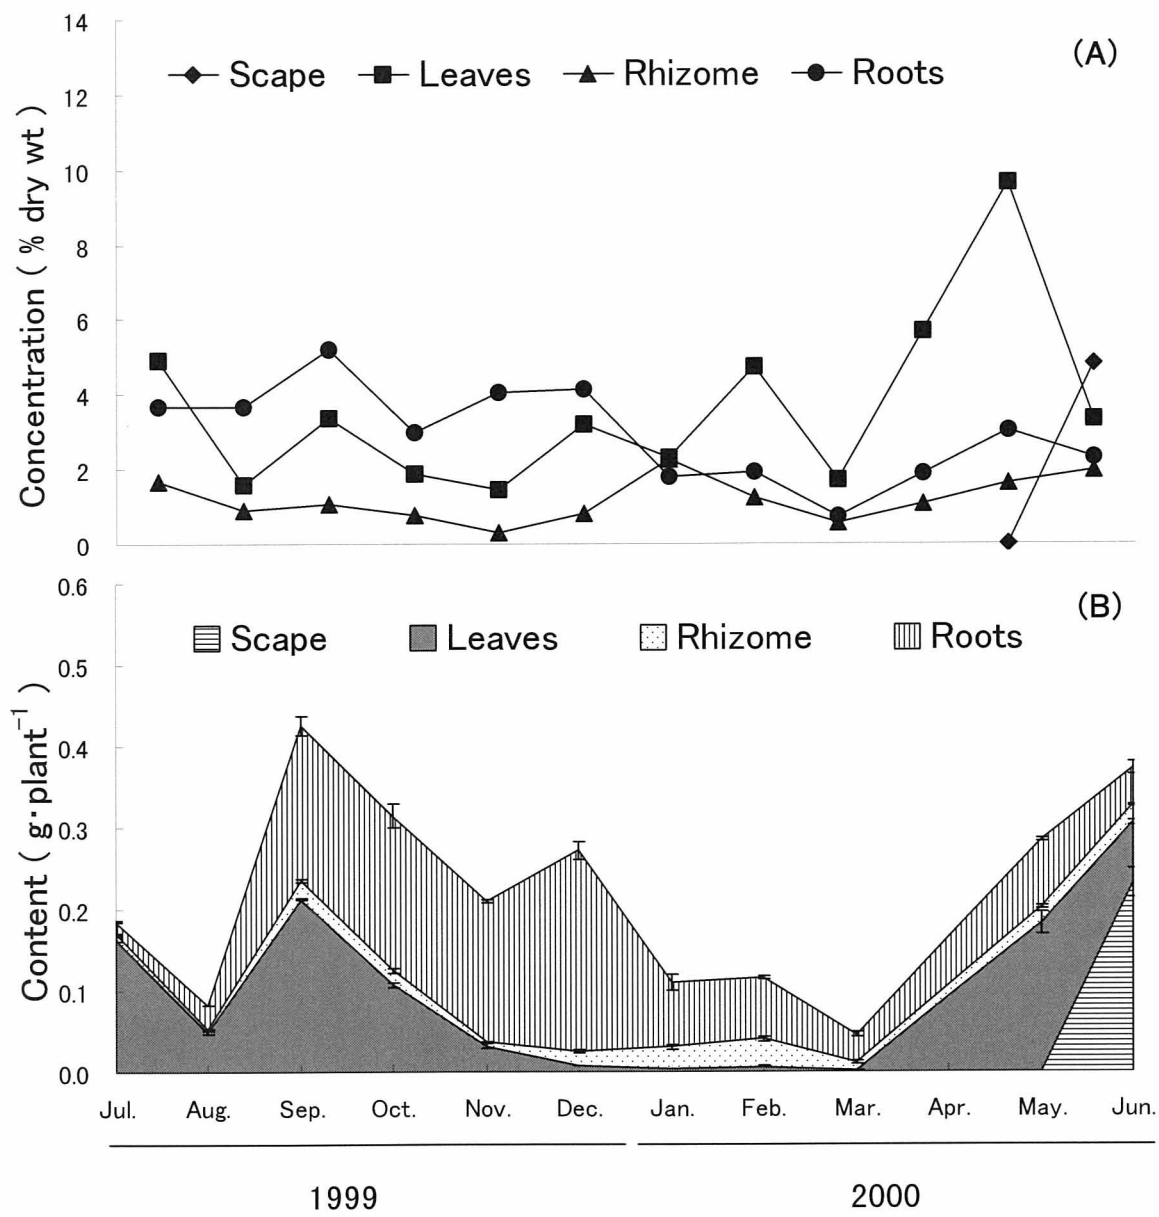 (A)
Scape Leaves Rhizome Roots
Concentration ( % dry wt)
14
12
10
8
6
4
2
0
(B)
Scape Leaves Rhizome Roots
Content ( g·plant⁻¹ )
0.6
0.5
0.4
0.3
0.2
0.1
0.0
Jul. Aug. Sep. Oct. Nov. Dec. Jan. Feb. Mar. Apr. May. Jun.
1999 2000